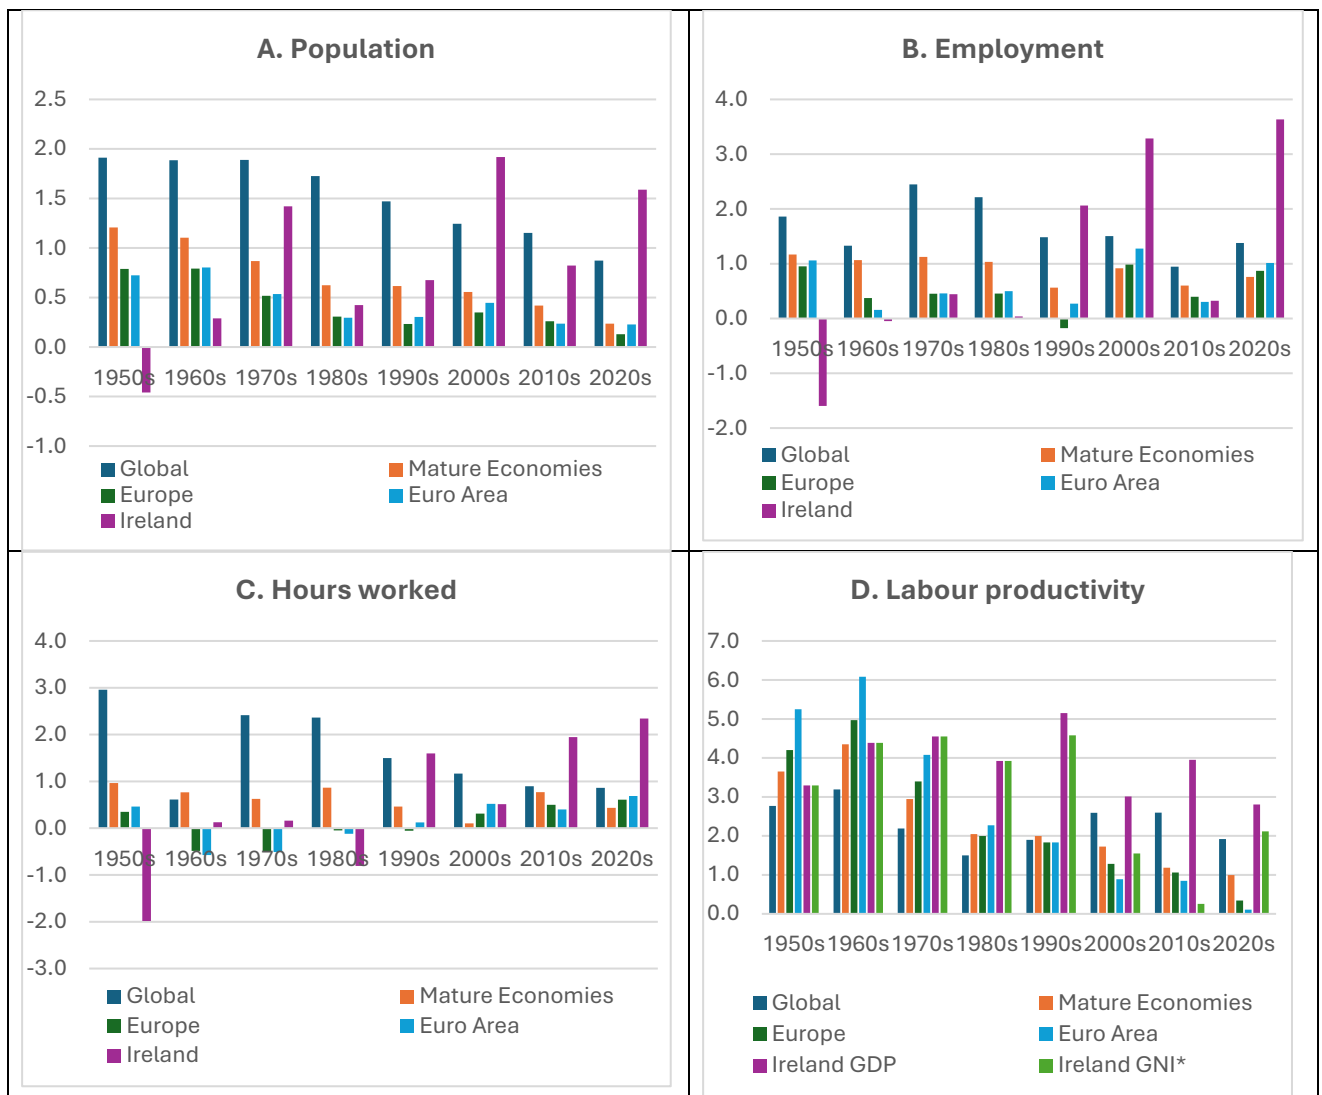 A. Population
2.5
2.0
1.5
1.0
0.5
0.0
1950s 1960s 1970s 1980s 1990s 2000s 2010s 2020s
-0.5
-1.0
Global Mature Economies
Europe Euro Area
Ireland
B. Employment
4.0
3.0
2.0
1.0
0.0
1950s 1960s 1970s 1980s 1990s 2000s 2010s 2020s
-1.0
-2.0
Global Mature Economies
Europe Euro Area
Ireland
C. Hours worked
4.0
3.0
2.0
1.0
0.0
1950s 1960s 1970s 1980s 1990s 2000s 2010s 2020s
-1.0
-2.0
-3.0
Global Mature Economies
Europe Euro Area
Ireland
D. Labour productivity
7.0
6.0
5.0
4.0
3.0
2.0
1.0
0.0
1950s 1960s 1970s 1980s 1990s 2000s 2010s 2020s
Global Mature Economies
Europe Euro Area
Ireland GDP Ireland GNI*